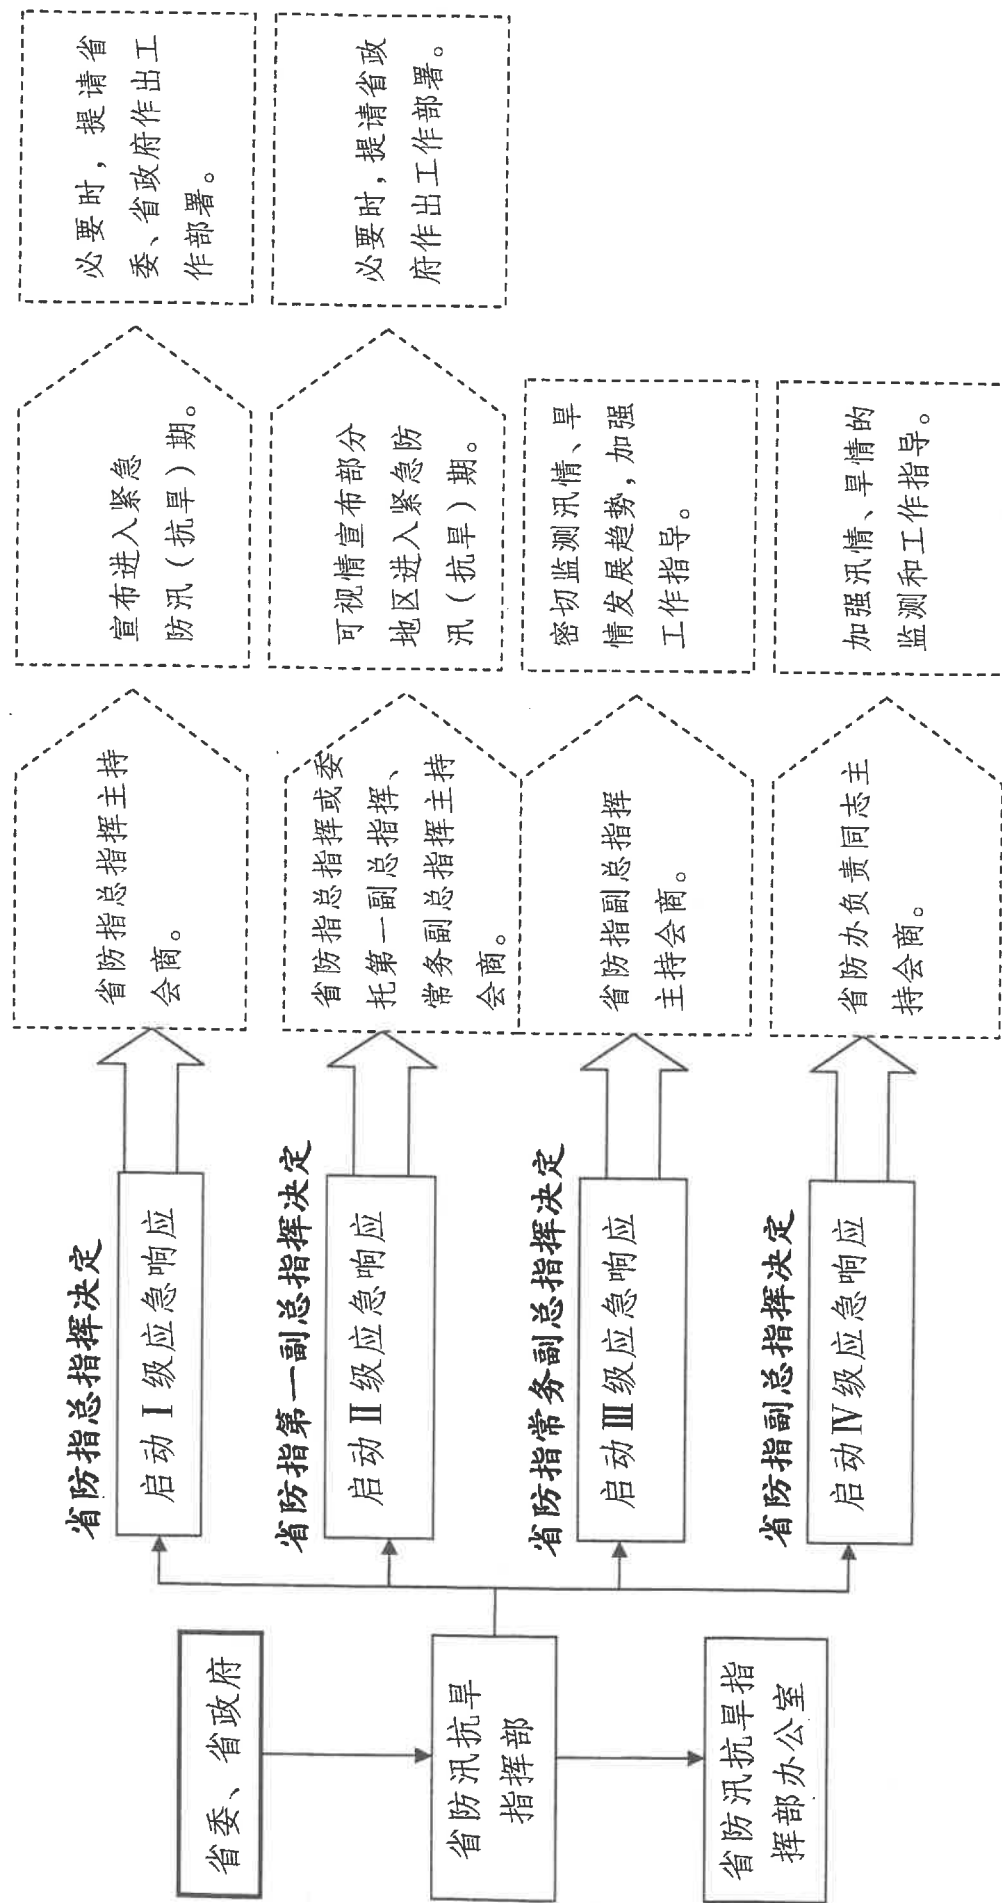 省委、省政府
省防汛抗旱
指挥部
省防汛抗旱指
挥部办公室
省防指总指挥决定
启动Ⅰ级应急响应
省防指总指挥主持
会商。
宣布进入紧急
防汛（抗旱）期。
必要时，提请省
委、省政府作出工
作部署。
省防指第一副总指挥决定
启动Ⅱ级应急响应
省防指总指挥或委
托第一副总指挥、
常务副总指挥主持
会商。
可视情宣布部分
地区进入紧急防
汛（抗旱）期。
必要时，提请省政
府作出工作部署。
省防指常务副总指挥决定
启动Ⅲ级应急响应
省防指副总指挥
主持会商。
密切监测汛情、旱
情发展趋势，加强
工作指导。
省防指副总指挥决定
启动Ⅳ级应急响应
省防办负责同志主
持会商。
加强汛情、旱情的
监测和工作指导。